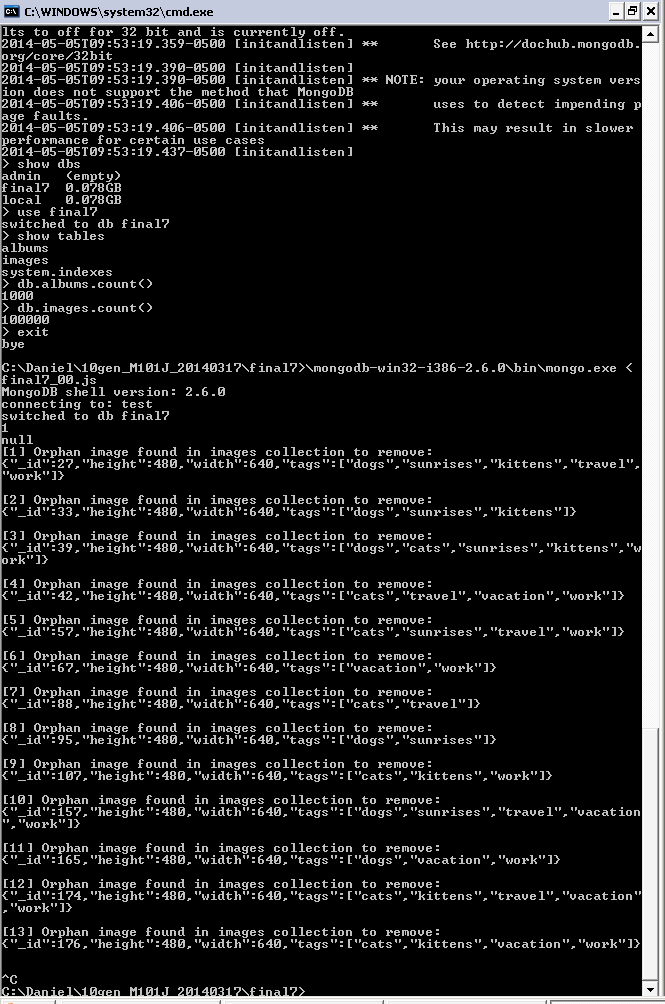 C:\WINDOWS\system32\cmd.exe
lts to off for 32 bit and is currently off.
2014-05-05T09:53:19.359-0500 [initandlisten] **       See http://dochub.mongodb.
org/core/32bit
2014-05-05T09:53:19.390-0500 [initandlisten]
2014-05-05T09:53:19.390-0500 [initandlisten] ** NOTE: your operating system vers
ion does not support the method that MongoDB
2014-05-05T09:53:19.406-0500 [initandlisten] **       uses to detect impending p
age faults.
2014-05-05T09:53:19.406-0500 [initandlisten] **       This may result in slower
performance for certain use cases
2014-05-05T09:53:19.437-0500 [initandlisten]
> show dbs
admin   (empty)
final7  0.078GB
local   0.078GB
> use final7
switched to db final7
> show tables
albums
images
system.indexes
> db.albums.count()
1000
> db.images.count()
100000
> exit
bye
C:\Daniel\10gen_M101J_20140317\final7>\mongodb-win32-i386-2.6.0\bin\mongo.exe <
final7_00.js
MongoDB shell version: 2.6.0
connecting to: test
switched to db final7
1
null
[1] Orphan image found in images collection to remove:
{"_id":27,"height":480,"width":640,"tags":["dogs","sunrises","kittens","travel",
"work"]}
[2] Orphan image found in images collection to remove:
{"_id":33,"height":480,"width":640,"tags":["dogs","sunrises","kittens"]}
[3] Orphan image found in images collection to remove:
{"_id":39,"height":480,"width":640,"tags":["dogs","cats","sunrises","kittens","w
ork"]}
[4] Orphan image found in images collection to remove:
{"_id":42,"height":480,"width":640,"tags":["cats","travel","vacation","work"]}
[5] Orphan image found in images collection to remove:
{"_id":57,"height":480,"width":640,"tags":["cats","sunrises","travel","work"]}
[6] Orphan image found in images collection to remove:
{"_id":67,"height":480,"width":640,"tags":["vacation","work"]}
[7] Orphan image found in images collection to remove:
{"_id":88,"height":480,"width":640,"tags":["cats","travel"]}
[8] Orphan image found in images collection to remove:
{"_id":95,"height":480,"width":640,"tags":["dogs","sunrises"]}
[9] Orphan image found in images collection to remove:
{"_id":107,"height":480,"width":640,"tags":["cats","kittens","work"]}
[10] Orphan image found in images collection to remove:
{"_id":157,"height":480,"width":640,"tags":["dogs","sunrises","travel","vacation
","work"]}
[11] Orphan image found in images collection to remove:
{"_id":165,"height":480,"width":640,"tags":["dogs","vacation","work"]}
[12] Orphan image found in images collection to remove:
{"_id":174,"height":480,"width":640,"tags":["cats","kittens","travel","vacation"
,"work"]}
[13] Orphan image found in images collection to remove:
{"_id":176,"height":480,"width":640,"tags":["cats","kittens","vacation","work"]}
^C
C:\Daniel\10gen_M101J_20140317\final7>